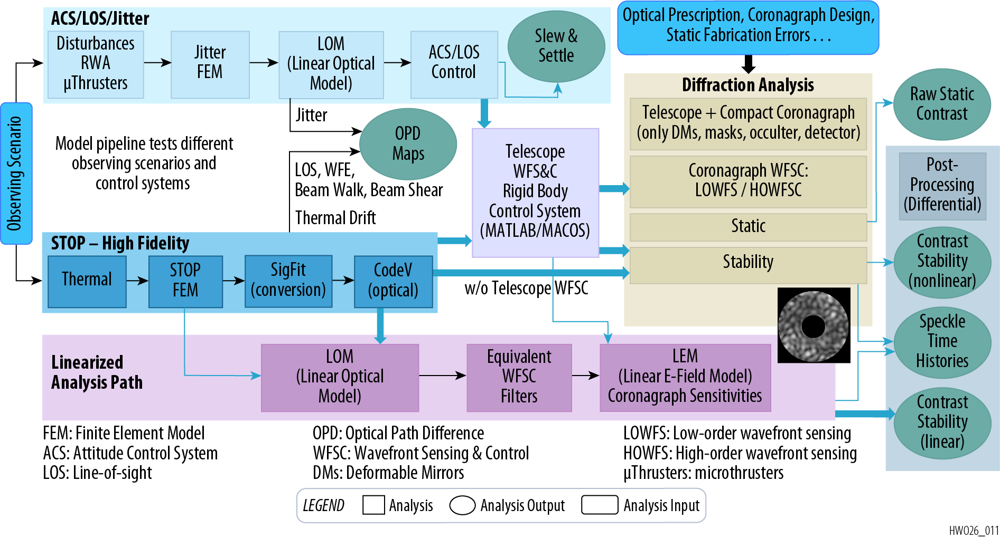 ACS/LOS/Jitter
Disturbances
RWA
µThrusters
Jitter
FEM
LOM
(Linear Optical
Model)
ACS/LOS
Control
Slew &
Settle
Optical Prescription, Coronagraph Design,
Static Fabrication Errors . . .
Observing Scenario
Model pipeline tests different
observing scenarios and
control systems
Jitter
OPD
Maps
LOS, WFE,
Beam Walk, Beam Shear
Thermal Drift
Telescope
WFS&C
Rigid Body
Control System
(MATLAB/MACOS)
Diffraction Analysis
Telescope + Compact Coronagraph
(only DMs, masks, occulter, detector)
Coronagraph WFSC:
LOWFS / HOWFSC
Static
Stability
Raw Static
Contrast
Post-
Processing
(Differential)
Contrast
Stability
(nonlinear)
Speckle
Time
Histories
Contrast
Stability
(linear)
STOP – High Fidelity
Thermal
STOP
FEM
SigFit
(conversion)
CodeV
(optical)
w/o Telescope WFSC
Linearized
Analysis Path
LOM
(Linear Optical
Model)
Equivalent
WFSC
Filters
LEM
(Linear E-Field Model)
Coronagraph Sensitivities
FEM: Finite Element Model
ACS: Attitude Control System
LOS: Line-of-sight
OPD: Optical Path Difference
WFSC: Wavefront Sensing & Control
DMs: Deformable Mirrors
LOWFS: Low-order wavefront sensing
HOWFS: High-order wavefront sensing
µThrusters: microthrusters
LEGEND
Analysis
Analysis Output
Analysis Input
HWO26_011